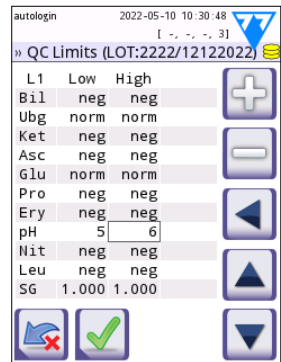 autologin 2022-05-10 10:30:48
[ -, -, -, 3]
» QC Limits (LOT:2222/12122022)
L1 Low High
Bil neg neg
Ubg norm norm
Ket neg neg
Asc neg neg
Glu norm norm
Pro neg neg
Ery neg neg
pH 5 6
Nit neg neg
Leu neg neg
SG 1.000 1.000